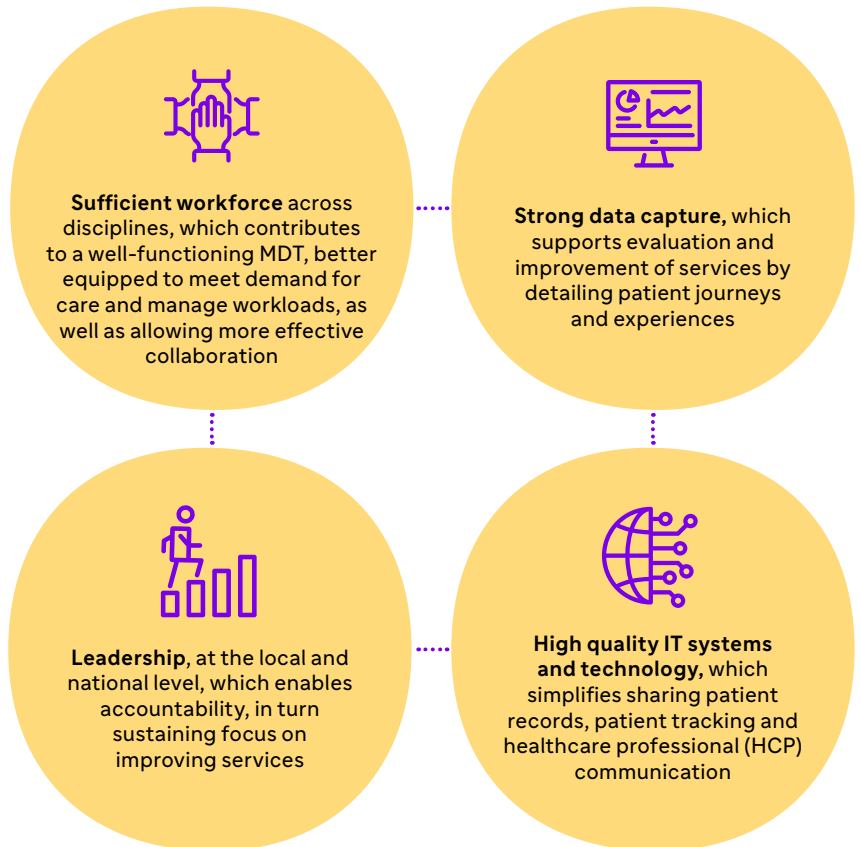 Sufficient workforce across
disciplines, which contributes
to a well-functioning MDT, better
equipped to meet demand for
care and manage workloads, as
well as allowing more effective
collaboration
Strong data capture, which
supports evaluation and
improvement of services by
detailing patient journeys
and experiences
Leadership, at the local and
national level, which enables
accountability, in turn
sustaining focus on
improving services
High quality IT systems
and technology, which
simplifies sharing patient
records, patient tracking and
healthcare professional (HCP)
communication